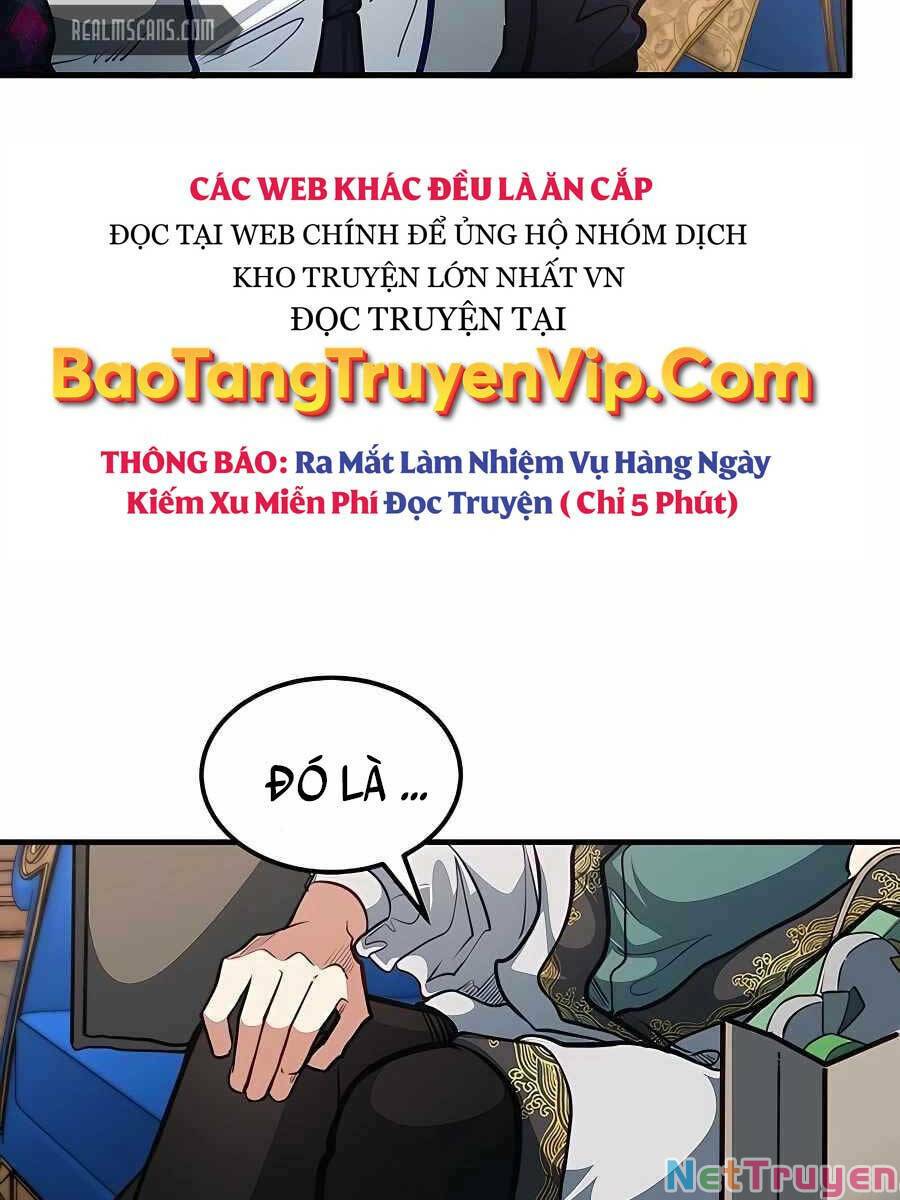 REALMSCANS.COM
CÁC WEB KHÁC ĐỀU LÀ ĂN CẮP
ĐỌC TẠI WEB CHÍNH ĐỂ ỦNG HỘ NHÓM DỊCH
KHO TRUYỆN LỚN NHẤT VN
ĐỌC TRUYỆN TẠI
BaoTangTruyenVip.Com
THÔNG BÁO: Ra Mắt Làm Nhiệm Vụ Hàng Ngày
Kiếm Xu Miễn Phí Đọc Truyện ( Chỉ 5 Phút)
ĐÓ LÀ ...
NetTruyen